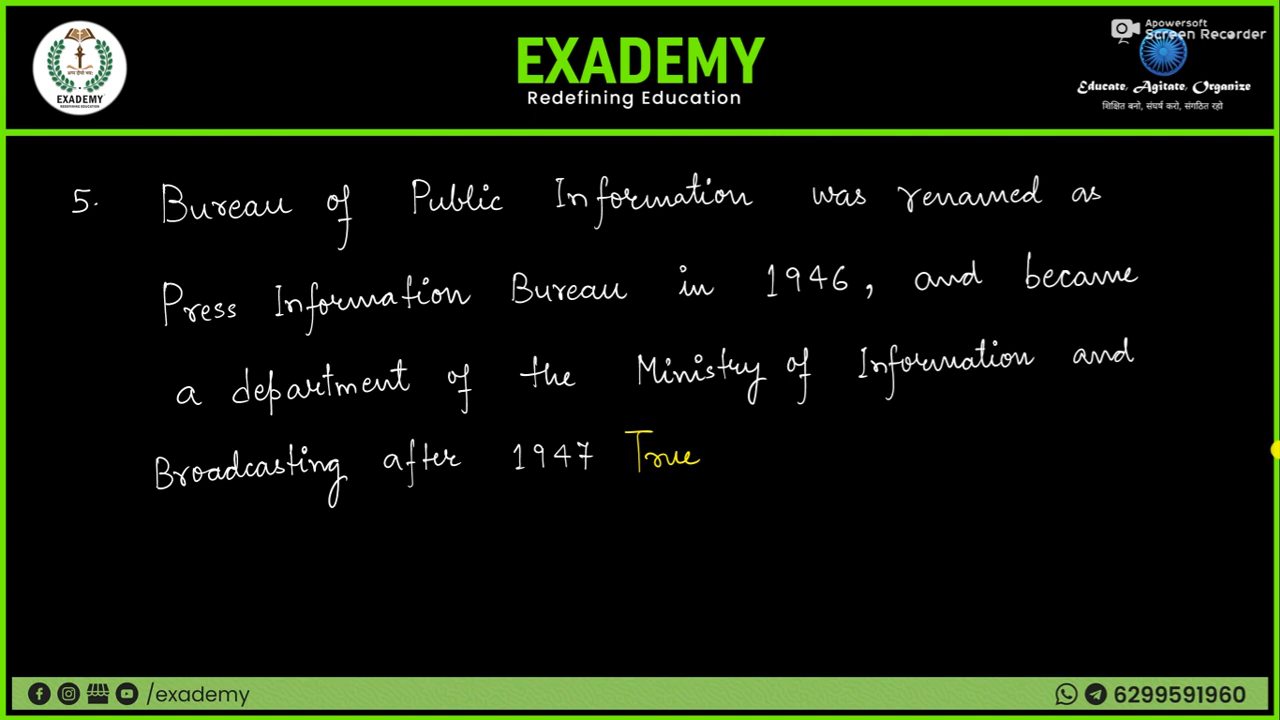 EXADEMY
REDEFINING EDUCATION
EXADEMY
Redefining Education
Apowersoft
Screen Recorder
Educate, Agitate, Organize
शिक्षित बनो, संघर्ष करो, संगठित रहो
5. Bureau of Public Information was renamed as
Press Information Bureau in 1946, and became
a department of the Ministry of Information and
Broadcasting after 1947 True
/exademy
6299591960